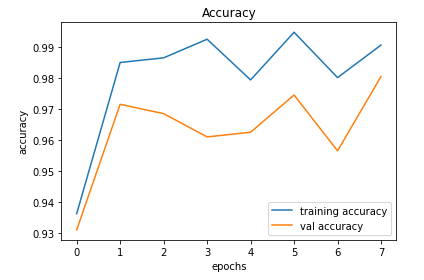 Accuracy
0.99
0.98
0.97
0.96
0.95
0.94
0.93
accuracy
training accuracy
val accuracy
0 1 2 3 4 5 6 7
epochs